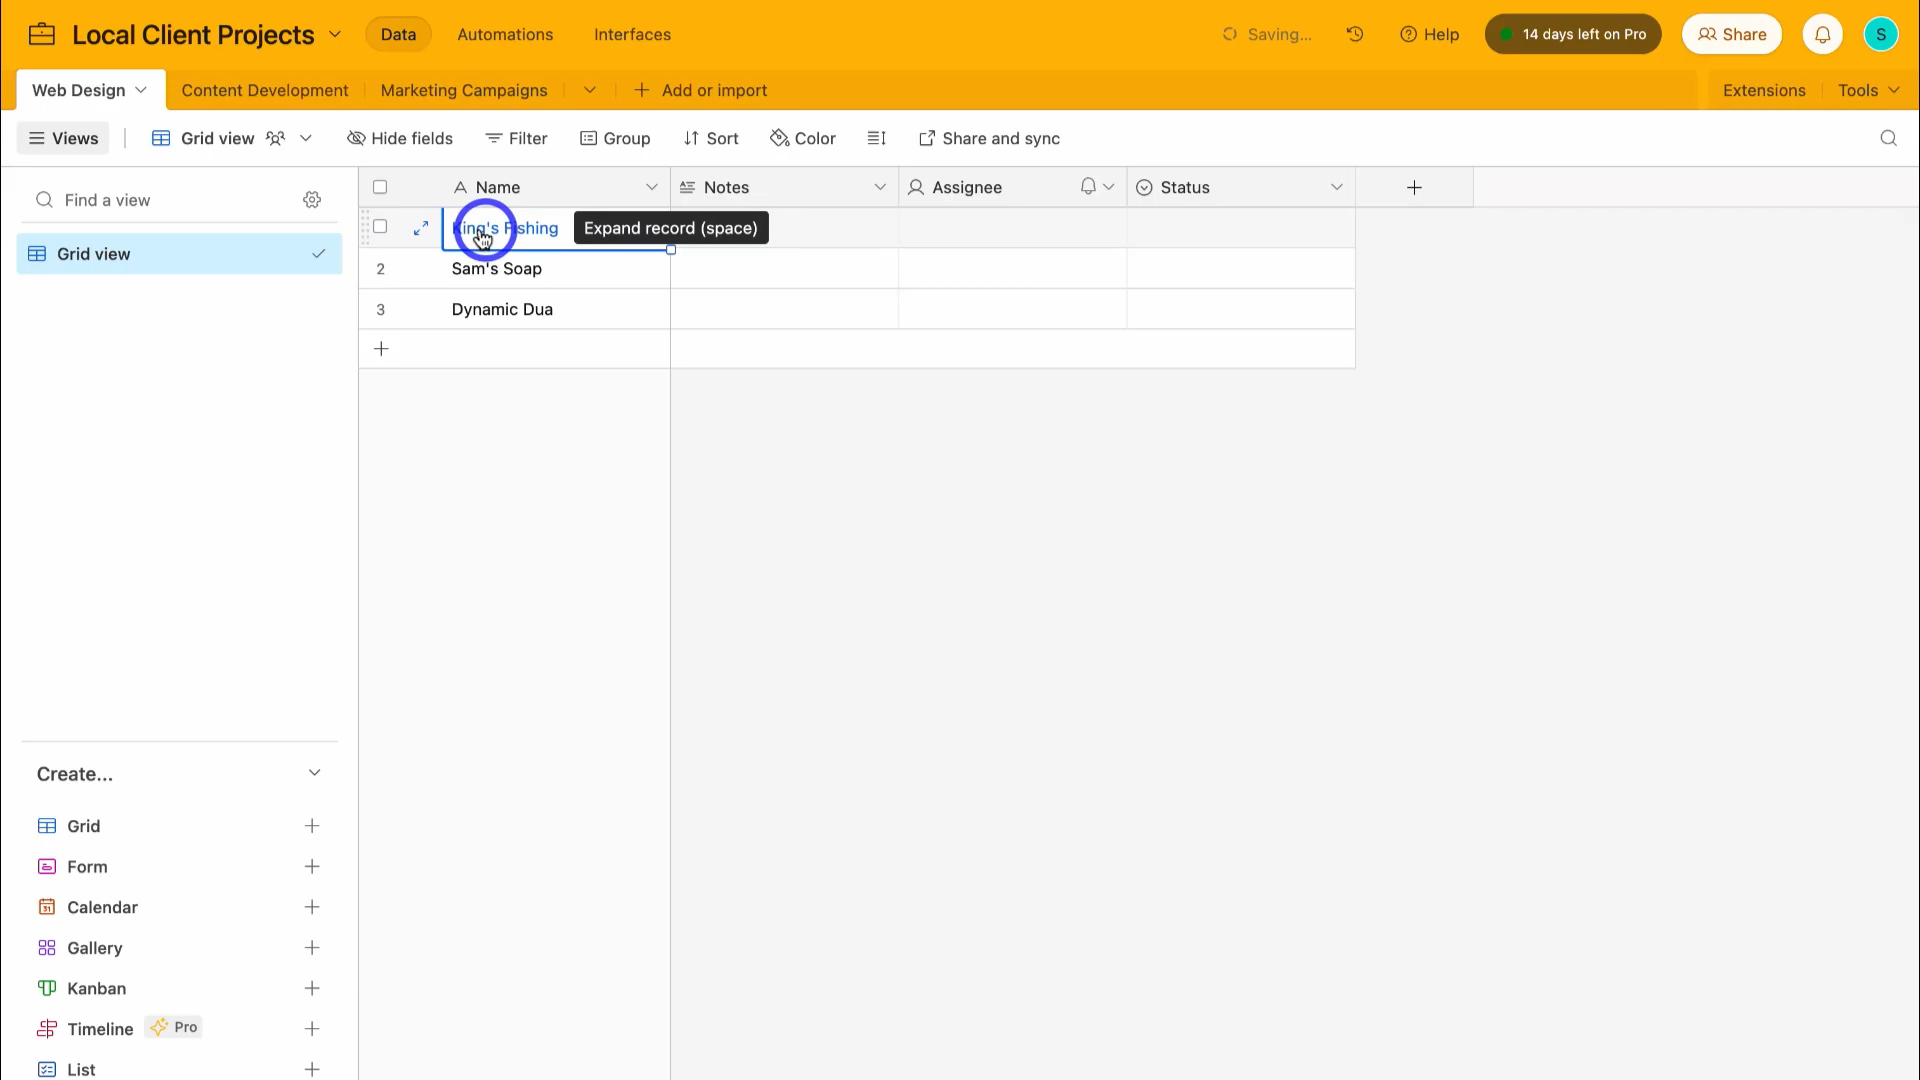 Local Client Projects
Data
Automations
Interfaces
Saving...
Help
14 days left on Pro
Share
S
Web Design
Content Development
Marketing Campaigns
Add or import
Extensions
Tools
Views
Grid view
Hide fields
Filter
Group
Sort
Color
Share and sync
Find a view
Grid view
Name
Notes
Assignee
Status
King's Fishing
Expand record (space)
2
Sam's Soap
3
Dynamic Dua
Create...
Grid
Form
31
Calendar
Gallery
Kanban
Timeline
Pro
List